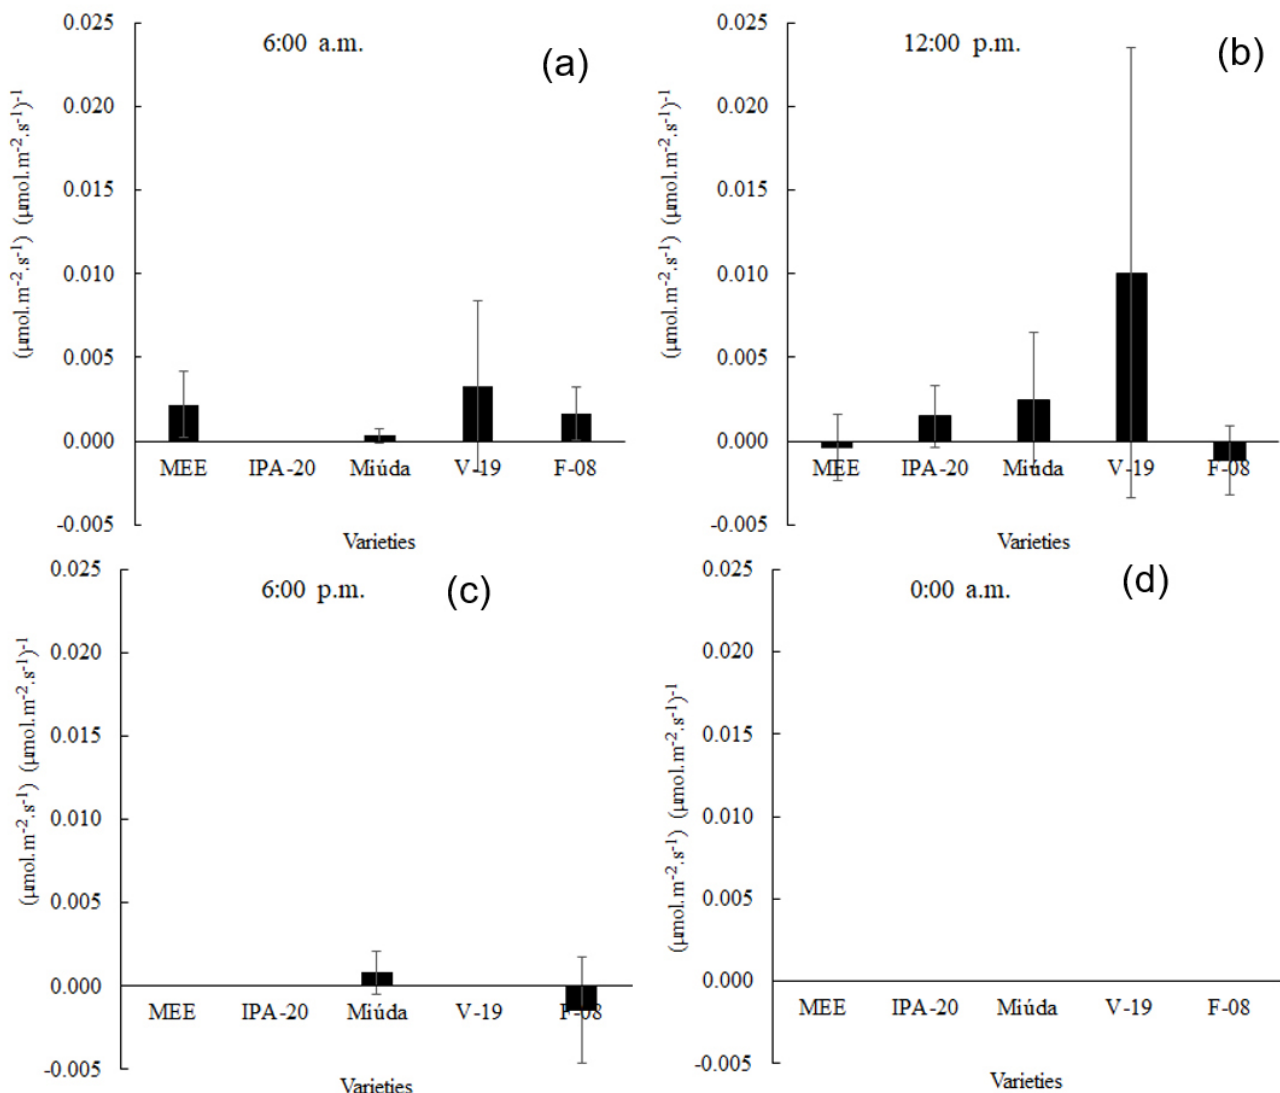 6:00 a.m.
(a)
(µmol.m⁻².s⁻¹) (µmol.m⁻².s⁻¹)⁻¹
0.025
0.020
0.015
0.010
0.005
0.000
-0.005
MEE IPA-20 Miúda V-19 F-08
Varieties
12:00 p.m.
(b)
(µmol.m⁻².s⁻¹) (µmol.m⁻².s⁻¹)⁻¹
0.025
0.020
0.015
0.010
0.005
0.000
-0.005
MEE IPA-20 Miúda V-19 F-08
Varieties
6:00 p.m.
(c)
(µmol.m⁻².s⁻¹) (µmol.m⁻².s⁻¹)⁻¹
0.025
0.020
0.015
0.010
0.005
0.000
-0.005
MEE IPA-20 Miúda V-19 F-08
Varieties
0:00 a.m.
(d)
(µmol.m⁻².s⁻¹) (µmol.m⁻².s⁻¹)⁻¹
0.025
0.020
0.015
0.010
0.005
0.000
-0.005
MEE IPA-20 Miúda V-19 F-08
Varieties